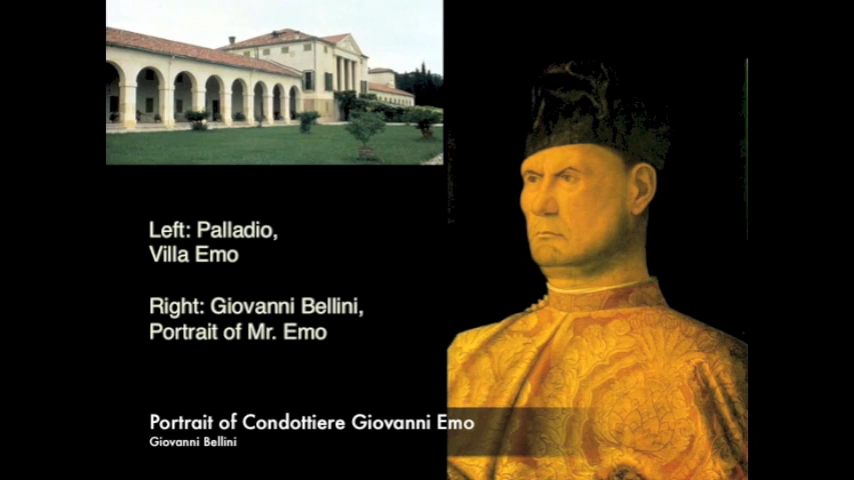 Left: Palladio,
Villa Emo
Right: Giovanni Bellini,
Portrait of Mr. Emo
Portrait of Condottiere Giovanni Emo
Giovanni Bellini